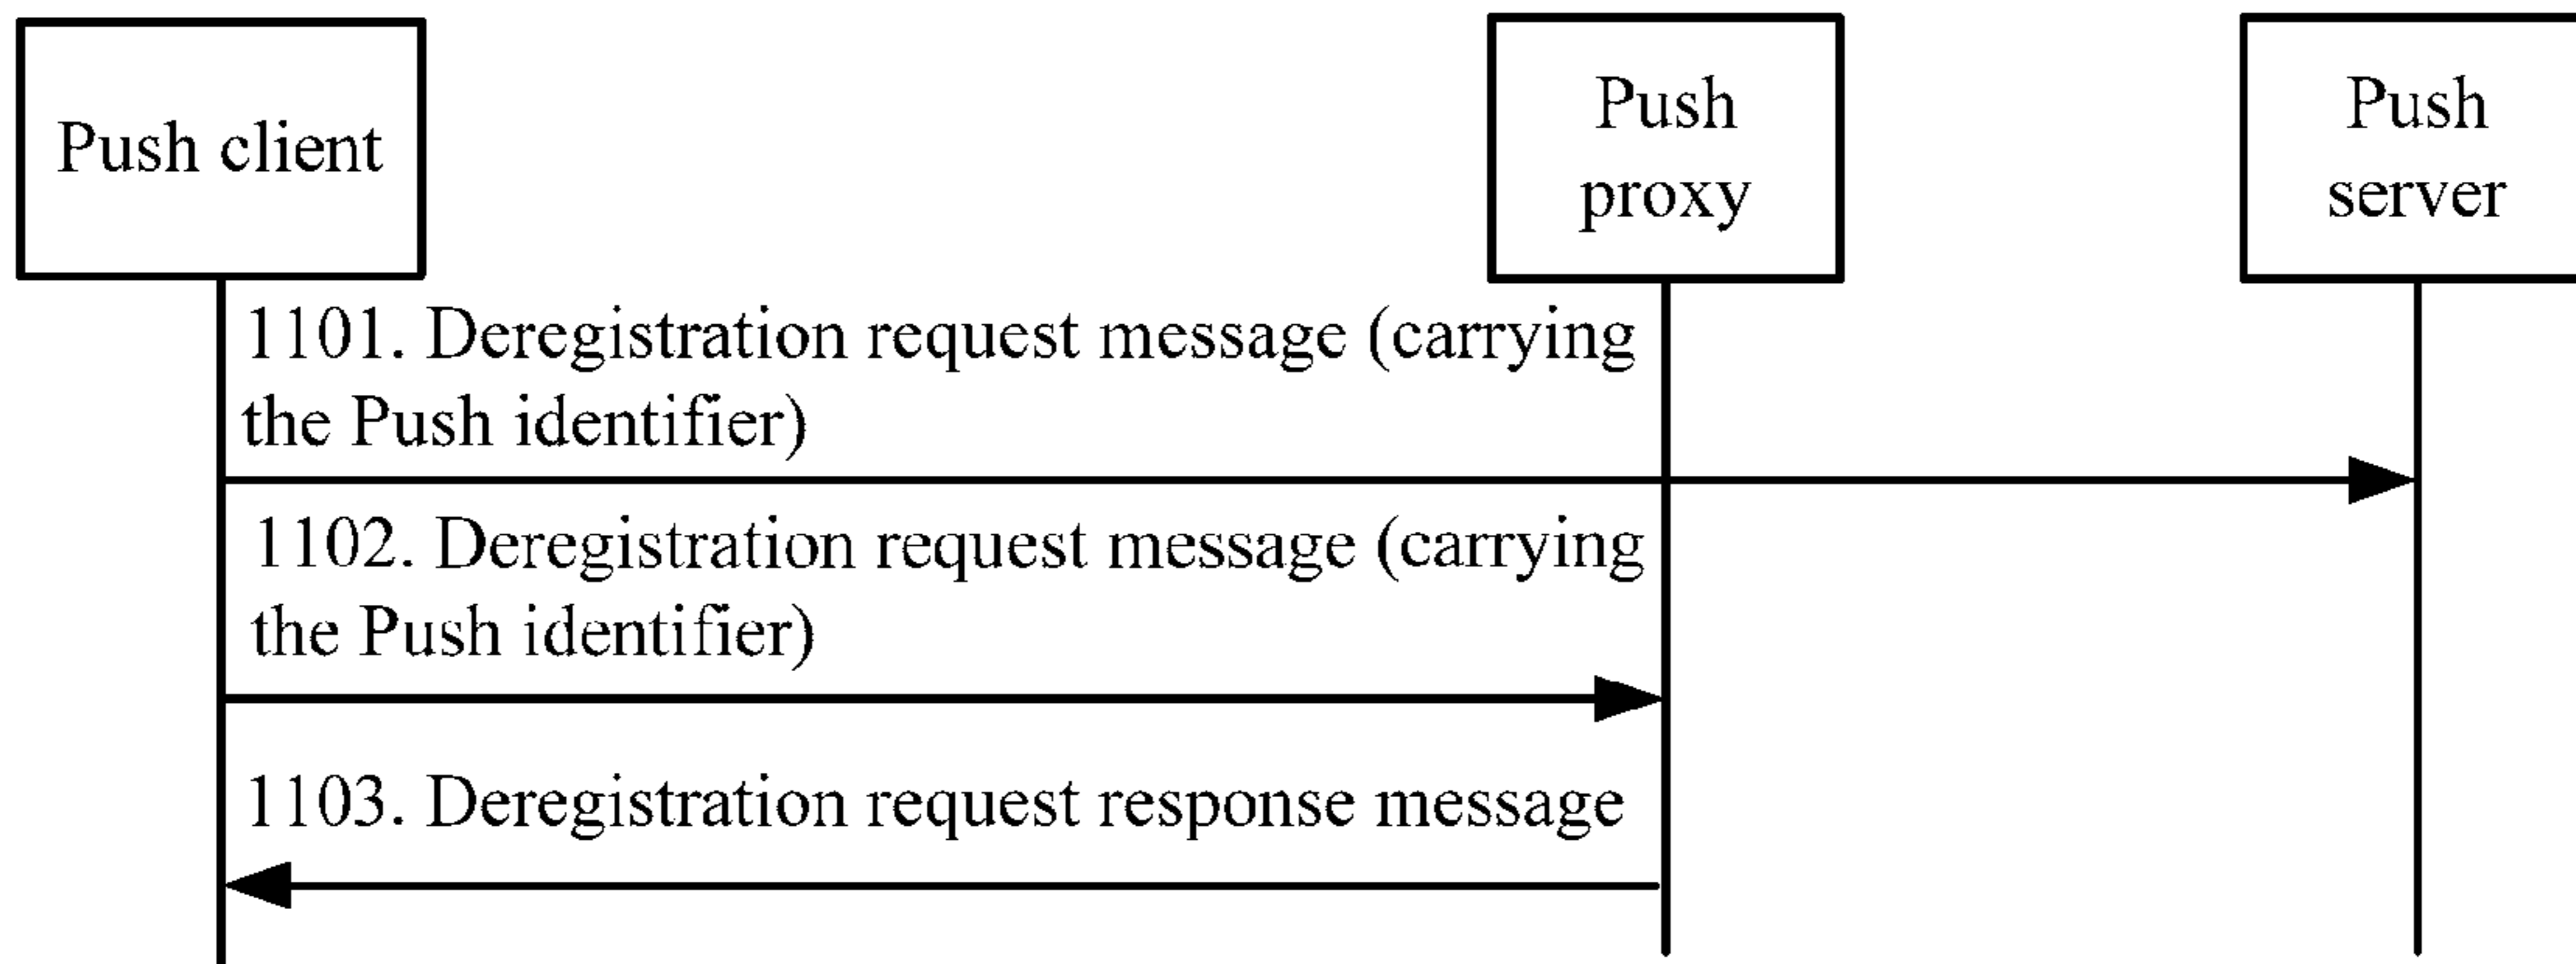 Push client
Push
proxy
Push
server
1101. Deregistration request message (carrying
the Push identifier)
1102. Deregistration request message (carrying
the Push identifier)
1103. Deregistration request response message